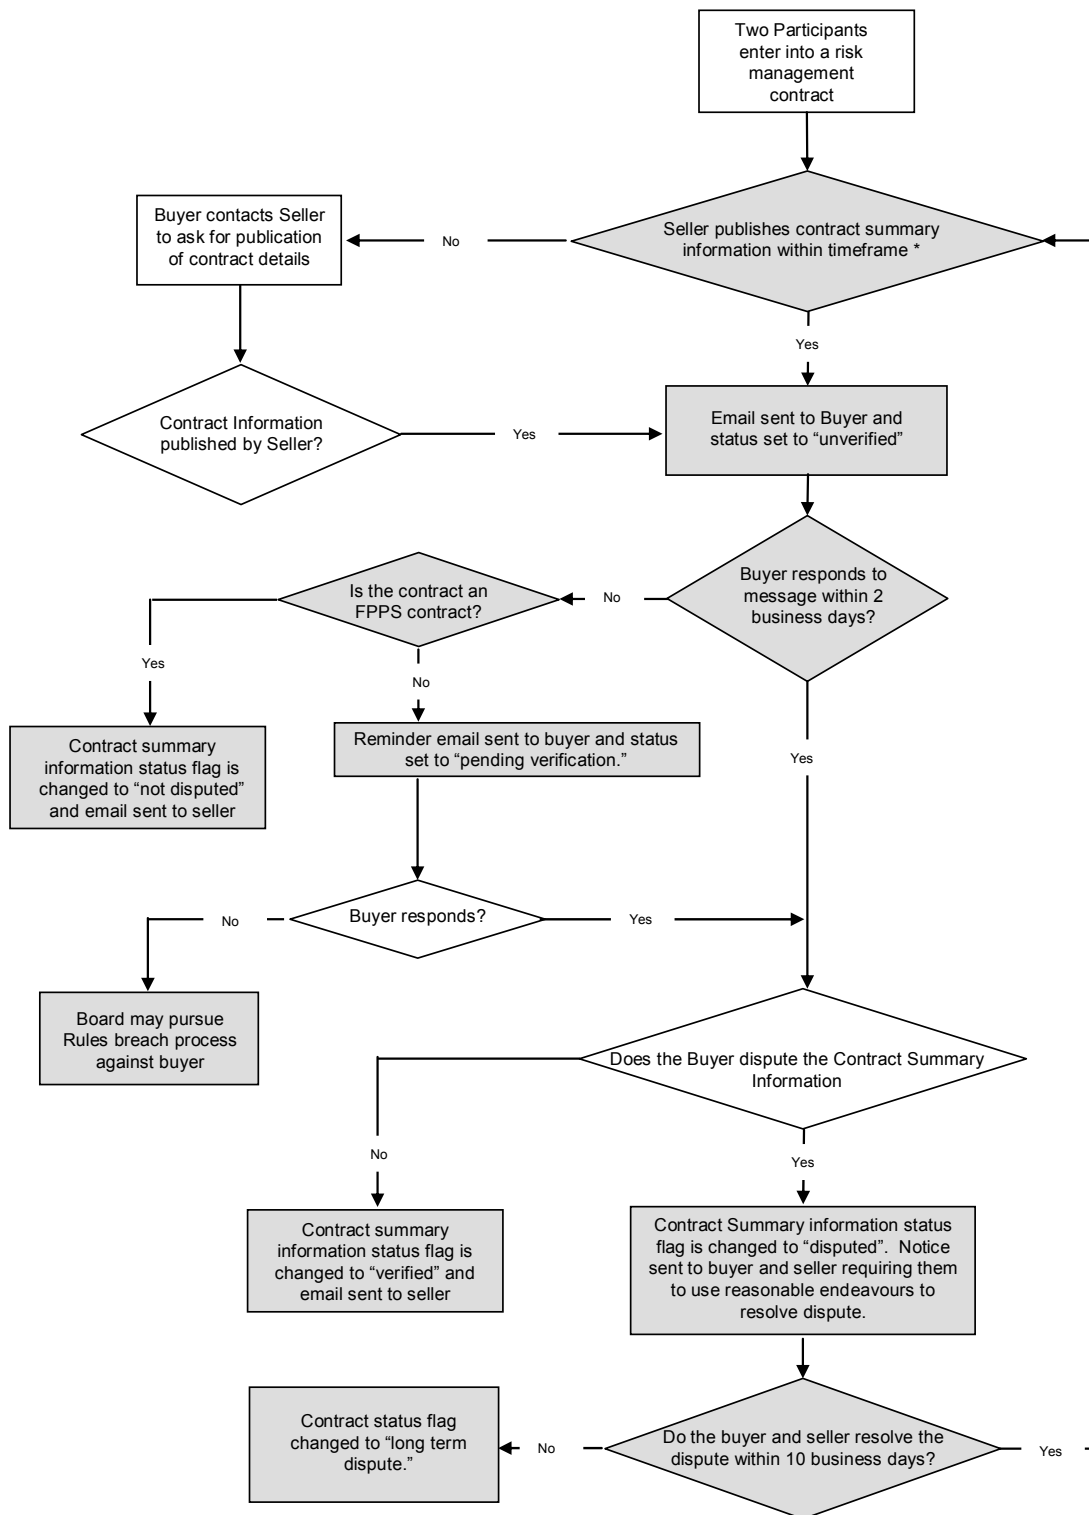 Two Participants
enter into a risk
management
contract
Seller publishes contract summary
information within timeframe *
No
Buyer contacts Seller
to ask for publication
of contract details
Yes
Contract Information
published by Seller?
Yes
Email sent to Buyer and
status set to “unverified”
Buyer responds to
message within 2
business days?
No
Is the contract an
FPPS contract?
Yes
No
Yes
Contract summary
information status flag is
changed to “not disputed”
and email sent to seller
Reminder email sent to buyer and status
set to “pending verification.”
Buyer responds?
No
Yes
Board may pursue
Rules breach process
against buyer
Does the Buyer dispute the Contract Summary
Information
No
Yes
Contract summary
information status flag is
changed to “verified” and
email sent to seller
Contract Summary information status
flag is changed to “disputed”.  Notice
sent to buyer and seller requiring them
to use reasonable endeavours to
resolve dispute.
Contract status flag
changed to “long term
dispute.”
No
Do the buyer and seller resolve the
dispute within 10 business days?
Yes